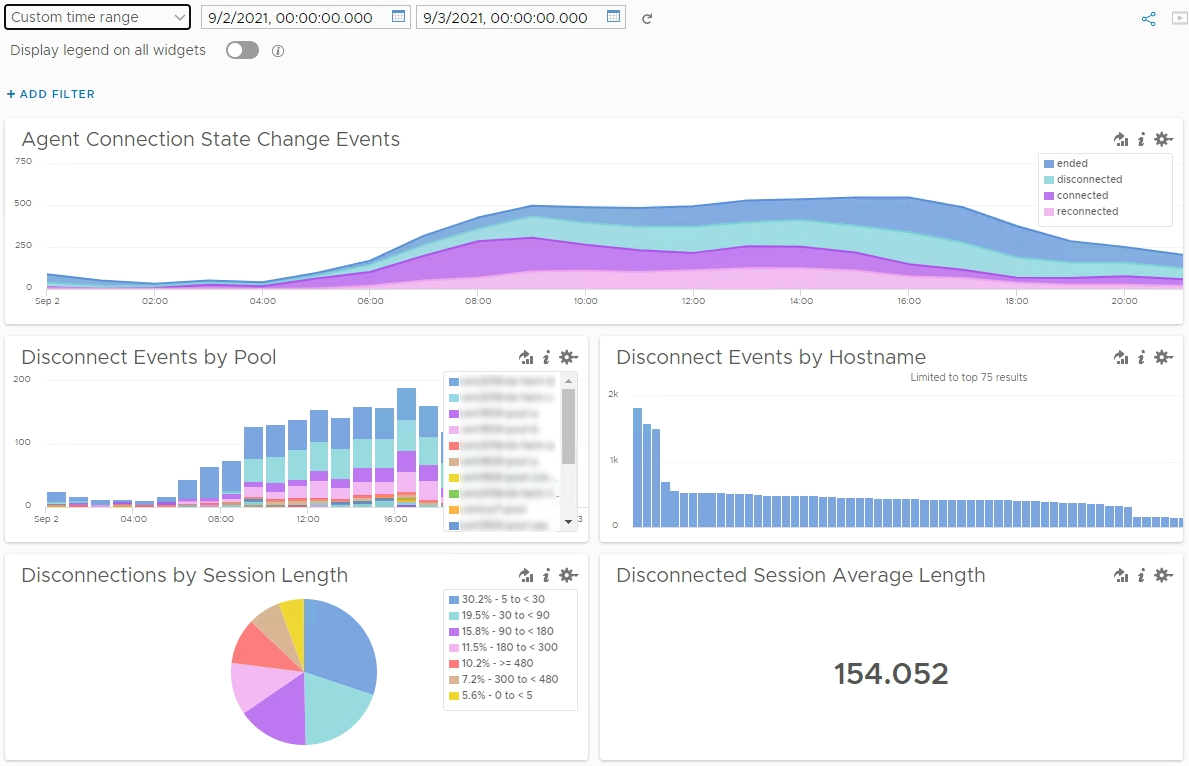 Custom time range
9/2/2021, 00:00:00.000
9/3/2021, 00:00:00.000
Display legend on all widgets
+ ADD FILTER
Agent Connection State Change Events
750
500
250
0
ended
disconnected
connected
reconnected
Sep 2 02:00 04:00 06:00 08:00 10:00 12:00 14:00 16:00 18:00 20:00
Disconnect Events by Pool
200
100
0
Sep 2 04:00 08:00 12:00 16:00 3
Disconnect Events by Hostname
Limited to top 75 results
2k
1k
0
Disconnections by Session Length
30.2% - 5 to < 30
19.5% - 30 to < 90
15.8% - 90 to < 180
11.5% - 180 to < 300
10.2% - >= 480
7.2% - 300 to < 480
5.6% - 0 to < 5
Disconnected Session Average Length
154.052